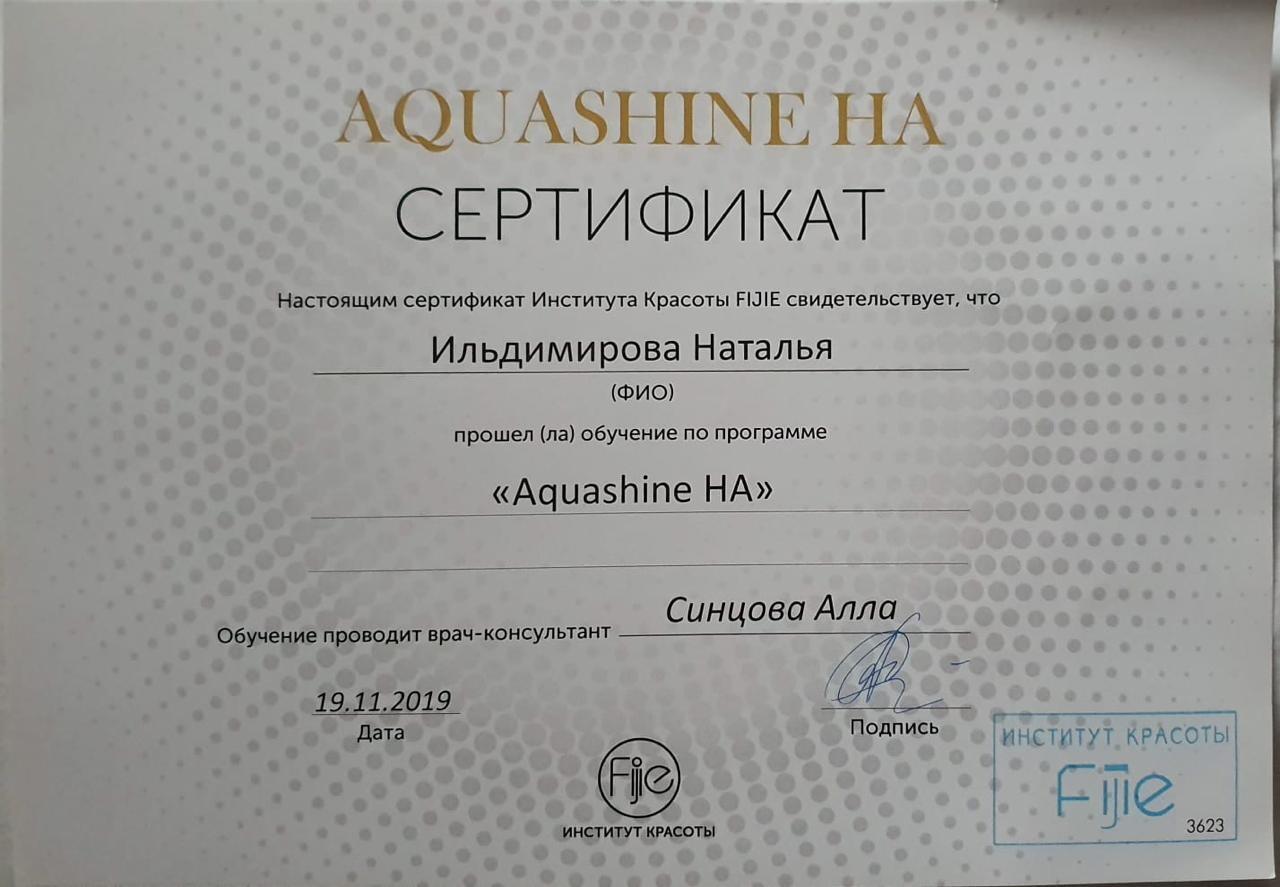 AQUASHINE HA
СЕРТИФИКАТ
Настоящим сертификат Института Красоты FIJIE свидетельствует, что
Ильдимирова Наталья
(ФИО)
прошел (ла) обучение по программе
«Aquashine HA»
Обучение проводит врач-консультант Синцова Алла
19.11.2019
Дата
Подпись
Fijie
ИНСТИТУТ КРАСОТЫ
ИНСТИТУТ КРАСОТЫ
Fijie
3623